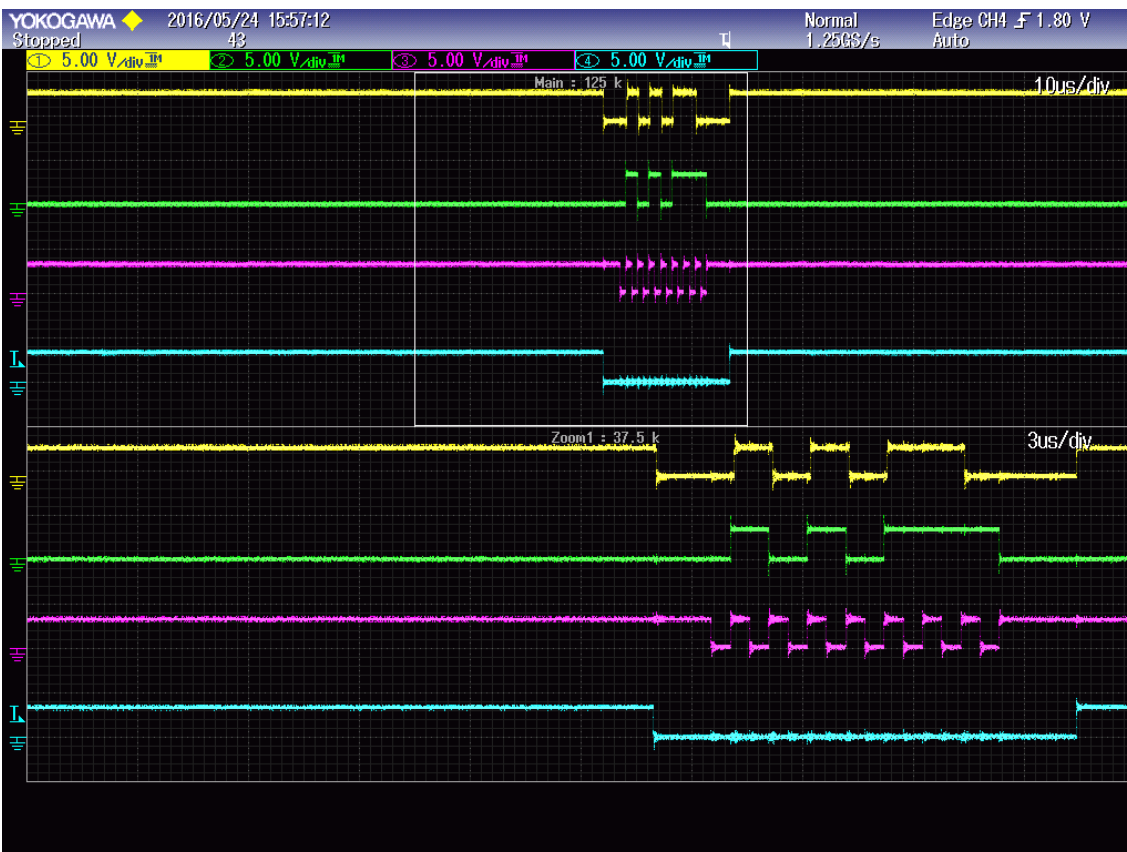 YOKOGAWA 2016/05/24 15:57:12 Normal Edge CH4 1.80 V
Stopped 43 1.25GS/s Auto
1 5.00 V/div 2 5.00 V/div 3 5.00 V/div 4 5.00 V/div
Main : 125 k 10us/div
Zoom1 : 37.5 k 3us/div